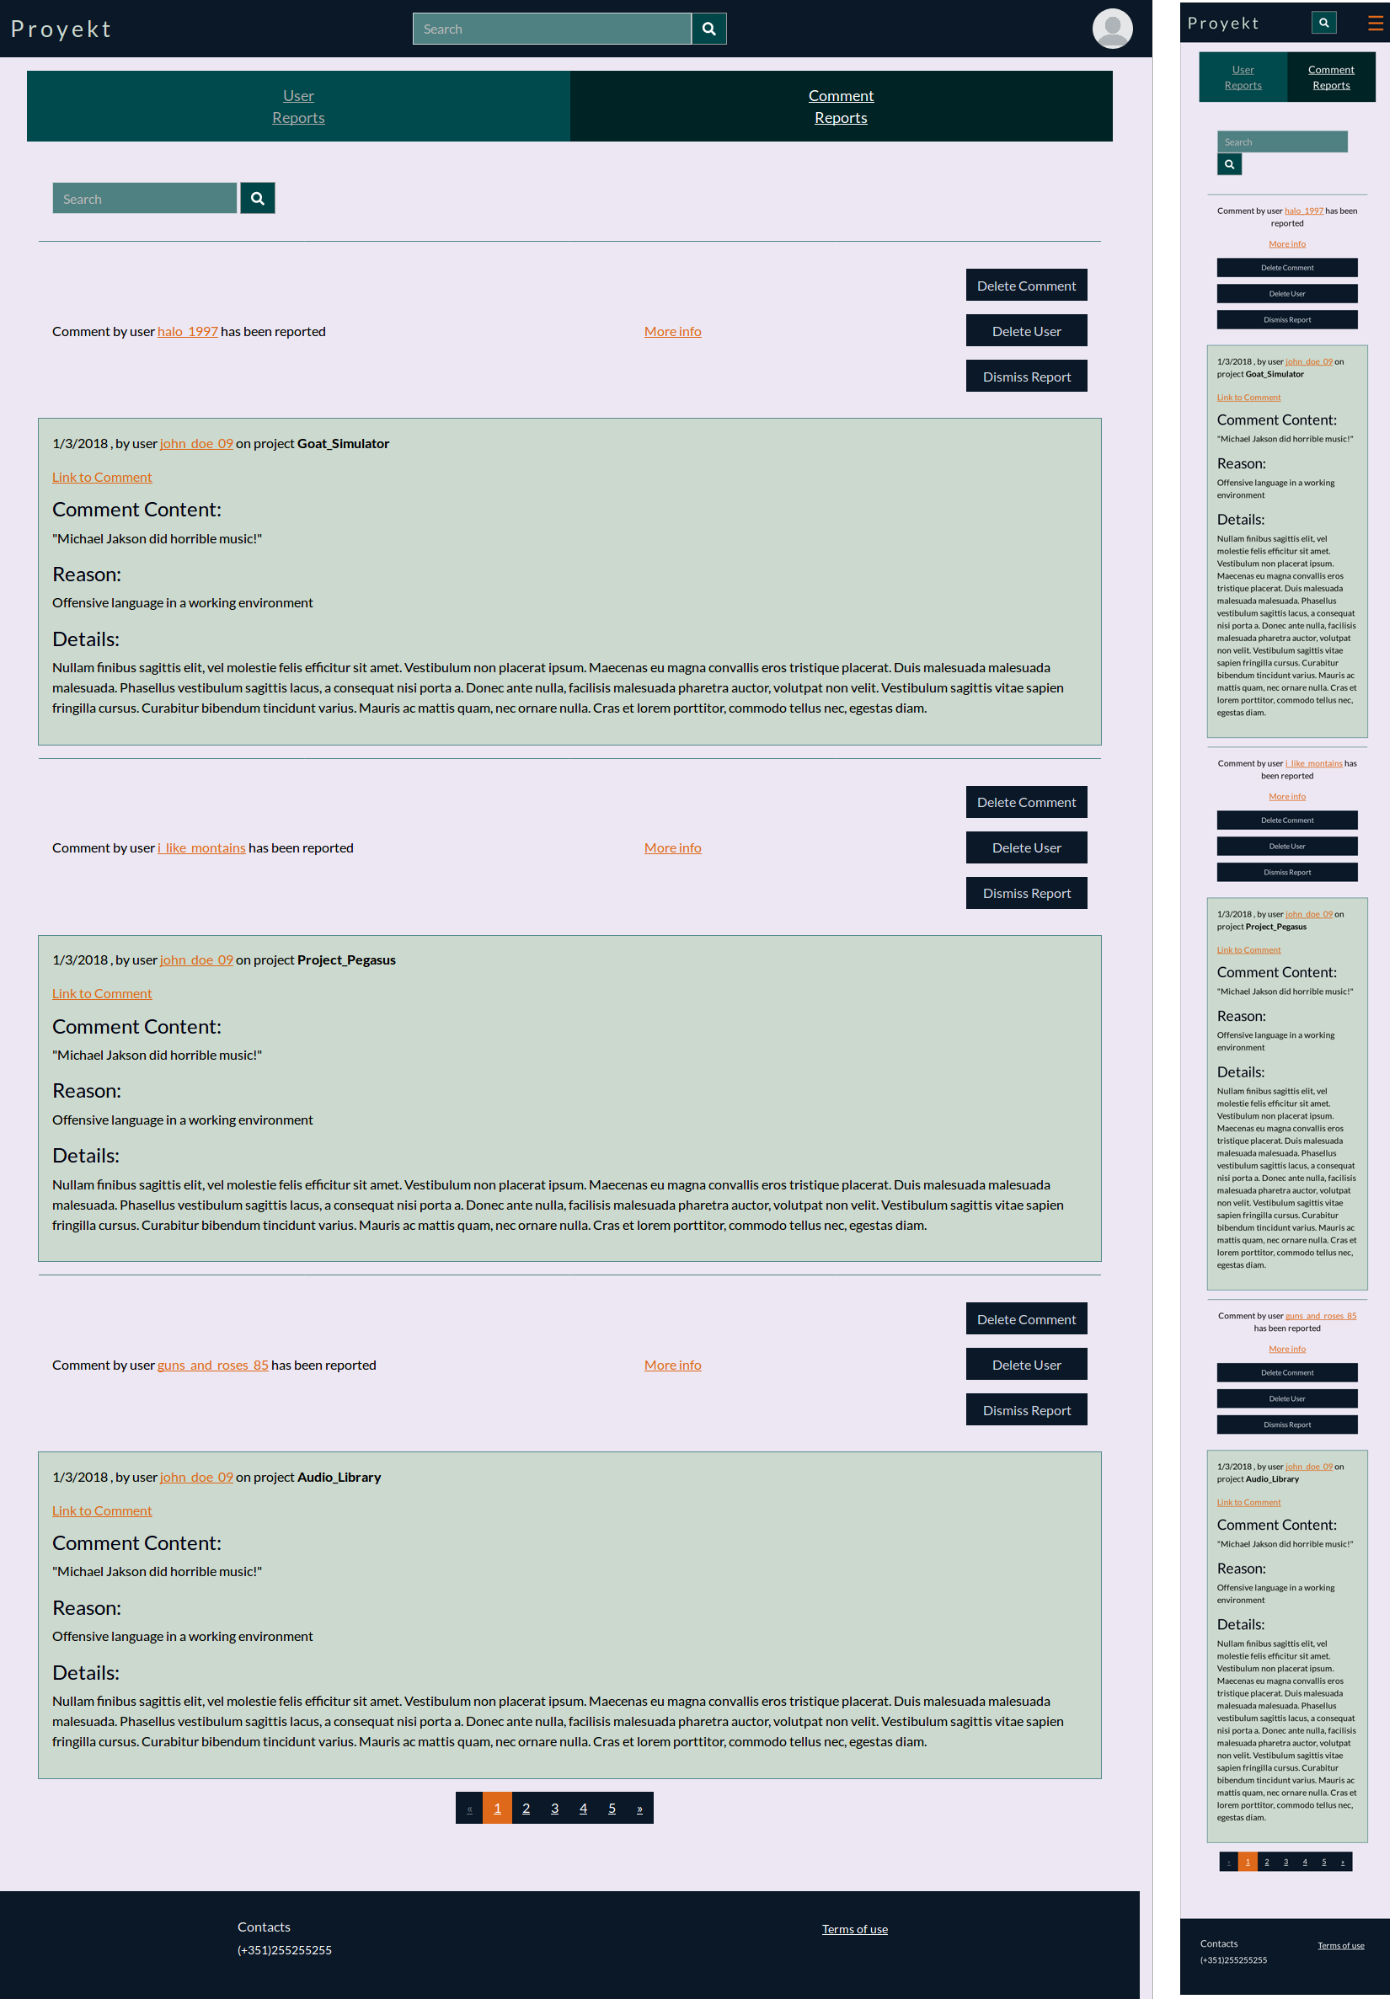 Proyekt
Search
User
Reports
Comment
Reports
Search
Delete Comment
Comment by user halo_1997 has been reported
More info
Delete User
Dismiss Report
1/3/2018 , by user john_doe_09 on project Goat_Simulator
Link to Comment
Comment Content:
"Michael Jakson did horrible music!"
Reason:
Offensive language in a working environment
Details:
Nullam finibus sagittis elit, vel molestie felis efficitur sit amet. Vestibulum non placerat ipsum. Maecenas eu magna convallis eros tristique placerat. Duis malesuada malesuada
malesuada. Phasellus vestibulum sagittis lacus, a consequat nisi porta a. Donec ante nulla, facilisis malesuada pharetra auctor, volutpat non velit. Vestibulum sagittis vitae sapien
fringilla cursus. Curabitur bibendum tincidunt varius. Mauris ac mattis quam, nec ornare nulla. Cras et lorem porttitor, commodo tellus nec, egestas diam.
Delete Comment
Comment by user i_like_montains has been reported
More info
Delete User
Dismiss Report
1/3/2018 , by user john_doe_09 on project Project_Pegasus
Link to Comment
Comment Content:
"Michael Jakson did horrible music!"
Reason:
Offensive language in a working environment
Details:
Nullam finibus sagittis elit, vel molestie felis efficitur sit amet. Vestibulum non placerat ipsum. Maecenas eu magna convallis eros tristique placerat. Duis malesuada malesuada
malesuada. Phasellus vestibulum sagittis lacus, a consequat nisi porta a. Donec ante nulla, facilisis malesuada pharetra auctor, volutpat non velit. Vestibulum sagittis vitae sapien
fringilla cursus. Curabitur bibendum tincidunt varius. Mauris ac mattis quam, nec ornare nulla. Cras et lorem porttitor, commodo tellus nec, egestas diam.
Delete Comment
Comment by user guns_and_roses_85 has been reported
More info
Delete User
Dismiss Report
1/3/2018 , by user john_doe_09 on project Audio_Library
Link to Comment
Comment Content:
"Michael Jakson did horrible music!"
Reason:
Offensive language in a working environment
Details:
Nullam finibus sagittis elit, vel molestie felis efficitur sit amet. Vestibulum non placerat ipsum. Maecenas eu magna convallis eros tristique placerat. Duis malesuada malesuada
malesuada. Phasellus vestibulum sagittis lacus, a consequat nisi porta a. Donec ante nulla, facilisis malesuada pharetra auctor, volutpat non velit. Vestibulum sagittis vitae sapien
fringilla cursus. Curabitur bibendum tincidunt varius. Mauris ac mattis quam, nec ornare nulla. Cras et lorem porttitor, commodo tellus nec, egestas diam.
« 1 2 3 4 5 »
Contacts
(+351)255255255
Terms of use
Proyekt
User
Reports
Comment
Reports
Search
Comment by user halo_1997 has been
reported
More info
Delete Comment
Delete User
Dismiss Report
1/3/2018 , by user john_doe_09 on
project Goat_Simulator
Link to Comment
Comment Content:
"Michael Jakson did horrible music!"
Reason:
Offensive language in a working
environment
Details:
Nullam finibus sagittis elit, vel
molestie felis efficitur sit amet.
Vestibulum non placerat ipsum.
Maecenas eu magna convallis eros
tristique placerat. Duis malesuada
malesuada malesuada. Phasellus
vestibulum sagittis lacus, a consequat
nisi porta a. Donec ante nulla, facilisis
malesuada pharetra auctor, volutpat
non velit. Vestibulum sagittis vitae
sapien fringilla cursus. Curabitur
bibendum tincidunt varius. Mauris ac
mattis quam, nec ornare nulla. Cras et
lorem porttitor, commodo tellus nec,
egestas diam.
Comment by user i_like_montains has
been reported
More info
Delete Comment
Delete User
Dismiss Report
1/3/2018 , by user john_doe_09 on
project Project_Pegasus
Link to Comment
Comment Content:
"Michael Jakson did horrible music!"
Reason:
Offensive language in a working
environment
Details:
Nullam finibus sagittis elit, vel
molestie felis efficitur sit amet.
Vestibulum non placerat ipsum.
Maecenas eu magna convallis eros
tristique placerat. Duis malesuada
malesuada malesuada. Phasellus
vestibulum sagittis lacus, a consequat
nisi porta a. Donec ante nulla, facilisis
malesuada pharetra auctor, volutpat
non velit. Vestibulum sagittis vitae
sapien fringilla cursus. Curabitur
bibendum tincidunt varius. Mauris ac
mattis quam, nec ornare nulla. Cras et
lorem porttitor, commodo tellus nec,
egestas diam.
Comment by user guns_and_roses_85
has been reported
More info
Delete Comment
Delete User
Dismiss Report
1/3/2018 , by user john_doe_09 on
project Audio_Library
Link to Comment
Comment Content:
"Michael Jakson did horrible music!"
Reason:
Offensive language in a working
environment
Details:
Nullam finibus sagittis elit, vel
molestie felis efficitur sit amet.
Vestibulum non placerat ipsum.
Maecenas eu magna convallis eros
tristique placerat. Duis malesuada
malesuada malesuada. Phasellus
vestibulum sagittis lacus, a consequat
nisi porta a. Donec ante nulla, facilisis
malesuada pharetra auctor, volutpat
non velit. Vestibulum sagittis vitae
sapien fringilla cursus. Curabitur
bibendum tincidunt varius. Mauris ac
mattis quam, nec ornare nulla. Cras et
lorem porttitor, commodo tellus nec,
egestas diam.
« 1 2 3 4 5 »
Contacts
(+351)255255255
Terms of use